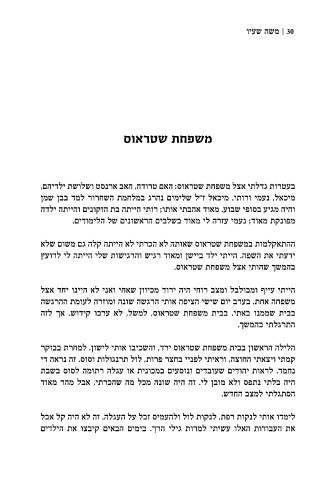 30 | משה שעיו
משפחת שטראוס
בעטרות גדלתי אצל משפחת שטראוס: האם טרודה, האב ארנסט ושלושת ילדיהם,
מיכאל, נעמי ורותי. מיכאל ז"ל שלימים נהרג במלחמת השחרור למד בבן שמן
והיה מגיע בסופי שבוע. מאוד אהבתי אותו; רותי הייתה בת הזקונים והייתה ילדה
מפונקת מאוד; נעמי עזרה לי מאוד בשלבים הראשונים של הלימודים.
ההתאקלמות במשפחת שטראוס שאותה לא הכרתי לא הייתה קלה גם משום שלא
ידעתי את השפה. הייתי ילד ביישן ומאוד רגיש והרגישות שלי הייתה לי לרועץ
בהמשך שהותי אצל משפחת שטראוס.
הייתי עייף ומבולבל ומצב רוחי היה ירוד מכיוון שאחי ואני לא היינו יחד אצל
משפחה אחת. בערב יום שישי הציפה אותי הרגשה שונה ומוזרה לעומת ההרגשה
בבית שממנו באתי. בבית משפחת שטראוס, למשל, לא ערכו קידוש. אך לזה
התרגלתי בהמשך.
הלילה הראשון בבית משפחת שטראוס ירד, והשכיבו אותי לישון. למחרת בבוקר
קמתי ויצאתי החוצה, וראיתי לפניי בחצר פרות, לול תרנגולות וסוס. זה נראה די
נחמד. לראות יהודים שעובדים ונוסעים במכונית או עגלה רתומה לסוס בשבת
היה בלתי נתפס ולא מובן לי. זה היה שונה מכל מה שהכרתי, אבל מהר מאוד
הסתגלתי למצב החדש.
לימדו אותי לנקות רפת, לנקות לול ולהעמיס זבל על העגלה. זה לא היה קל אבל
את העבודות האלו עשיתי למרות גילי הרך. בימים הבאים קיבצו את הילדים